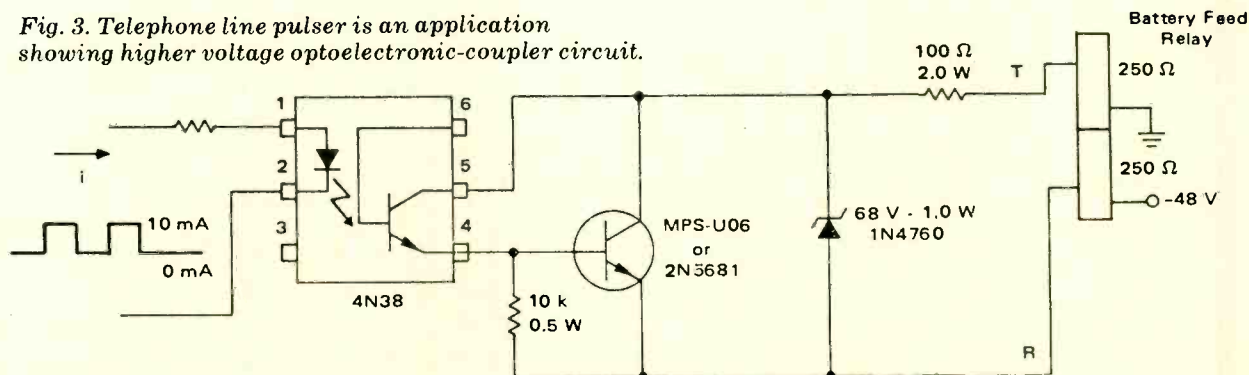 Fig. 3. Telephone line pulser is an application
showing higher voltage optoelectronic-coupler circuit.
Battery Feed
Relay
100 Ω
2.0 W
T
250 Ω
1
6
2
5
3
4
i
10 mA
0 mA
4N38
10 k
0.5 W
MPS-U06
or
2N5681
68 V - 1.0 W
1N4760
250 Ω
-48 V
R